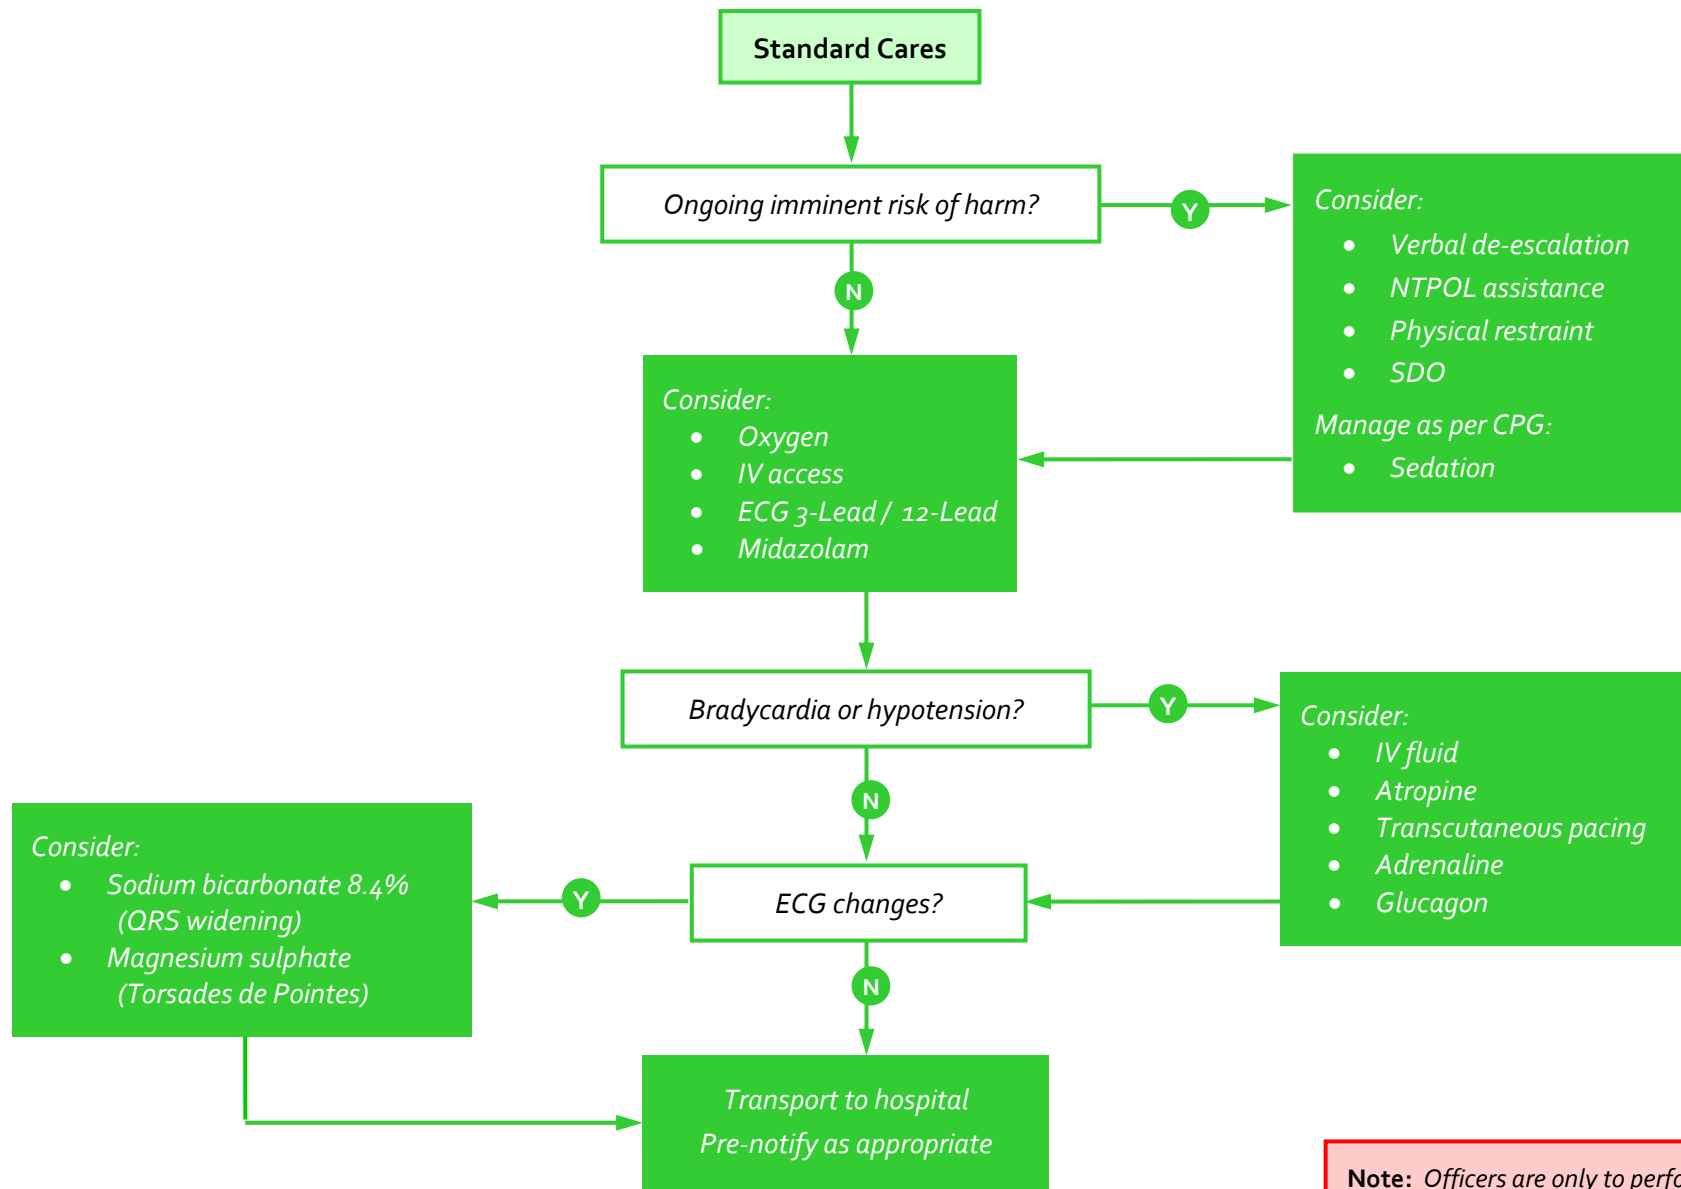 Standard Cares
Ongoing imminent risk of harm?
Y
Consider:
• Verbal de-escalation
• NTPOL assistance
• Physical restraint
• SDO
Manage as per CPG:
• Sedation
N
Consider:
• Oxygen
• IV access
• ECG 3-Lead / 12-Lead
• Midazolam
Bradycardia or hypotension?
Y
Consider:
• IV fluid
• Atropine
• Transcutaneous pacing
• Adrenaline
• Glucagon
N
ECG changes?
Y
Consider:
• Sodium bicarbonate 8.4%
(QRS widening)
• Magnesium sulphate
(Torsades de Pointes)
N
Transport to hospital
Pre-notify as appropriate
Note: Officers are only to perfo